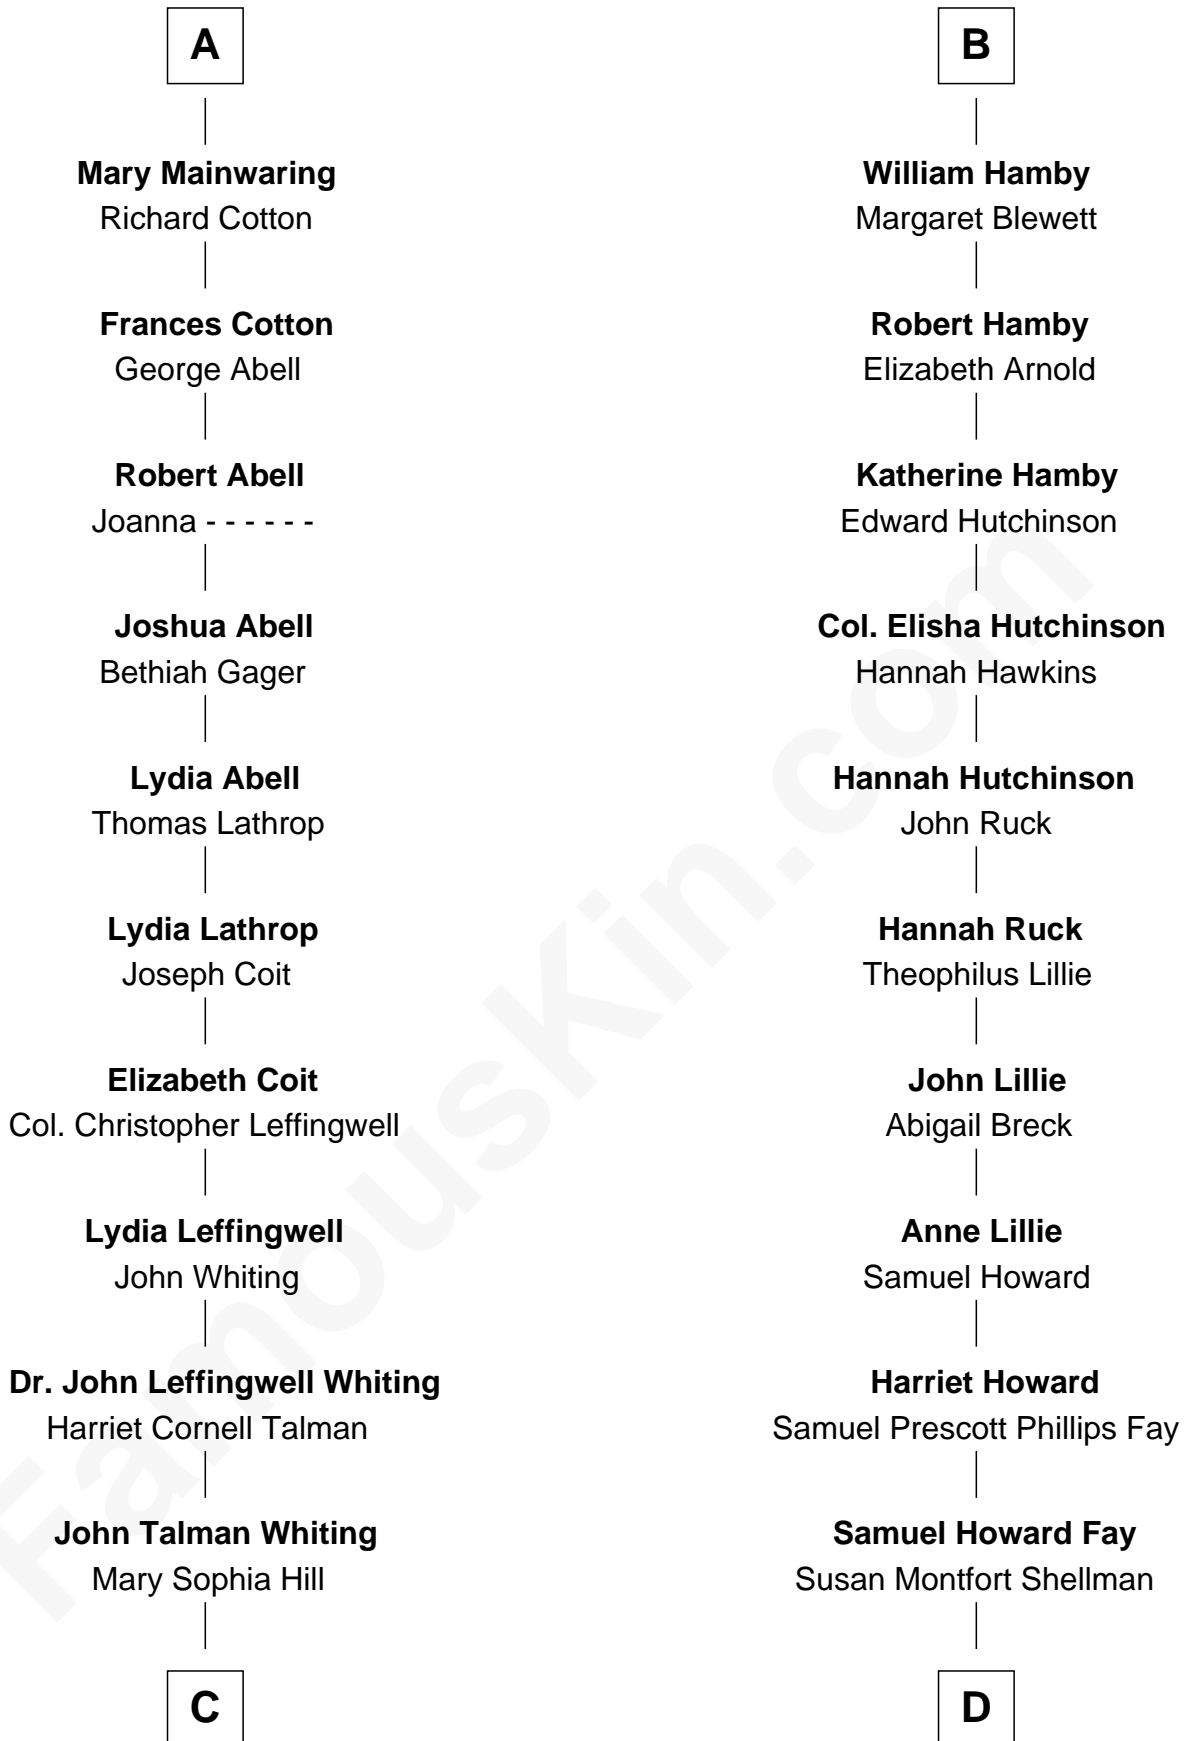 A
Mary Mainwaring
Richard Cotton
Frances Cotton
George Abell
Robert Abell
Joanna - - - - - -
Joshua Abell
Bethiah Gager
Lydia Abell
Thomas Lathrop
Lydia Lathrop
Joseph Coit
Elizabeth Coit
Col. Christopher Leffingwell
Lydia Leffingwell
John Whiting
Dr. John Leffingwell Whiting
Harriet Cornell Talman
John Talman Whiting
Mary Sophia Hill
C
B
William Hamby
Margaret Blewett
Robert Hamby
Elizabeth Arnold
Katherine Hamby
Edward Hutchinson
Col. Elisha Hutchinson
Hannah Hawkins
Hannah Hutchinson
John Ruck
Hannah Ruck
Theophilus Lillie
John Lillie
Abigail Breck
Anne Lillie
Samuel Howard
Harriet Howard
Samuel Prescott Phillips Fay
Samuel Howard Fay
Susan Montfort Shellman
D
FamousKin.com